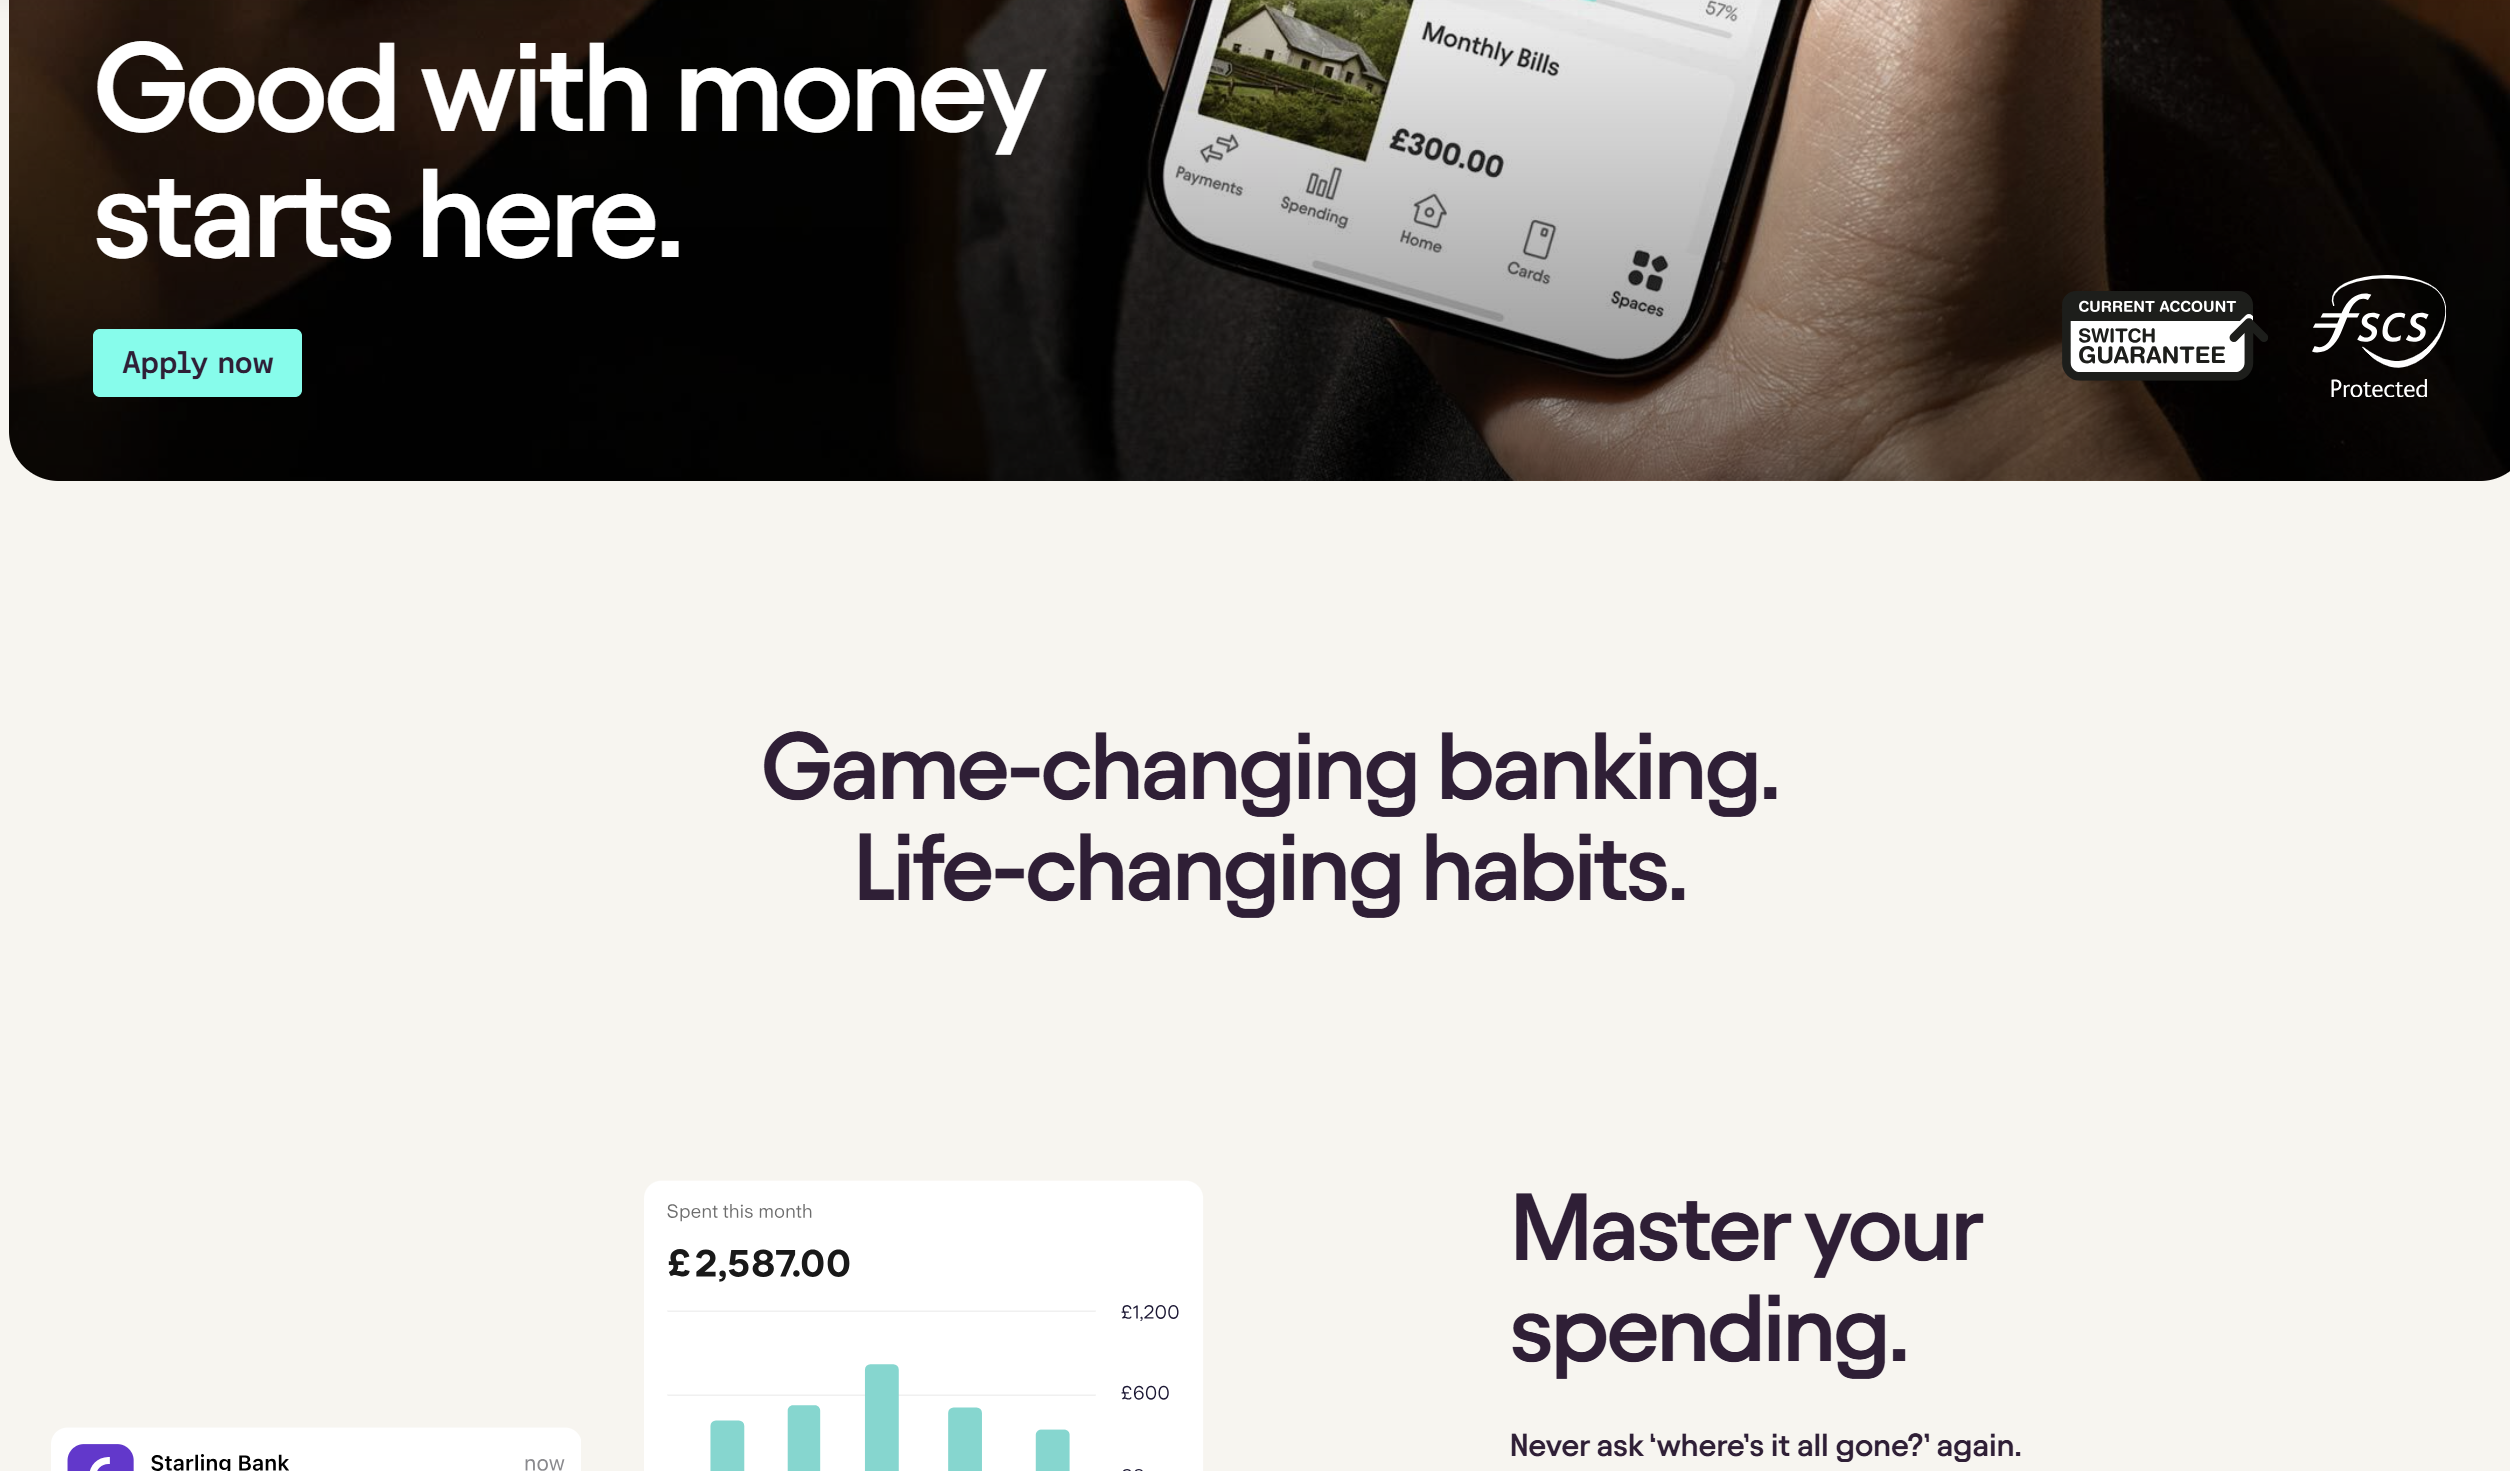 57%
Monthly Bills
£300.00
Payments
Spending
Home
Cards
Spaces
Good with money
starts here.
Apply now
CURRENT ACCOUNT
SWITCH
GUARANTEE
fscs
Protected
Game-changing banking.
Life-changing habits.
Spent this month
£2,587.00
£1,200
£600
Starling Bank
now
Master your
spending.
Never ask ‘where’s it all gone?’ again.